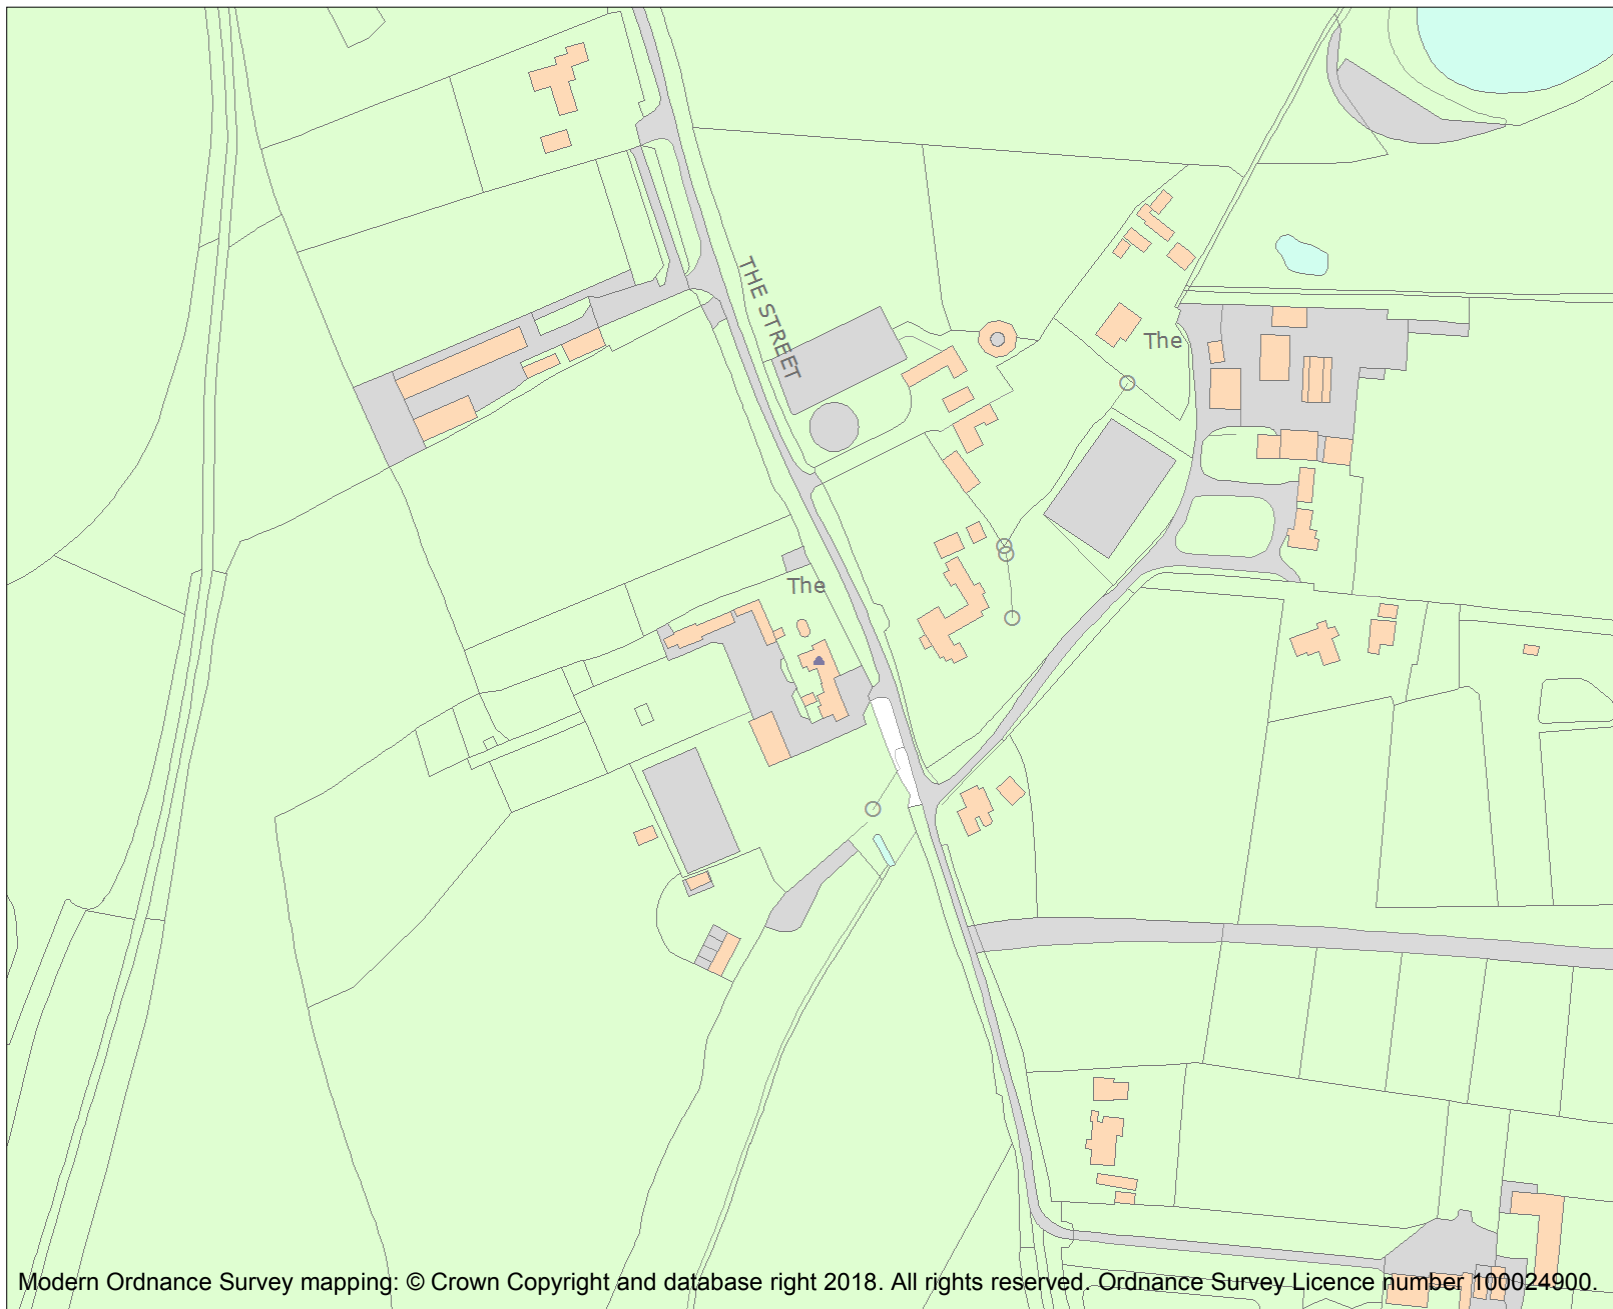 THE STREET
The
The
Modern Ordnance Survey mapping: © Crown Copyright and database right 2018. All rights reserved. Ordnance Survey Licence number 100024900.